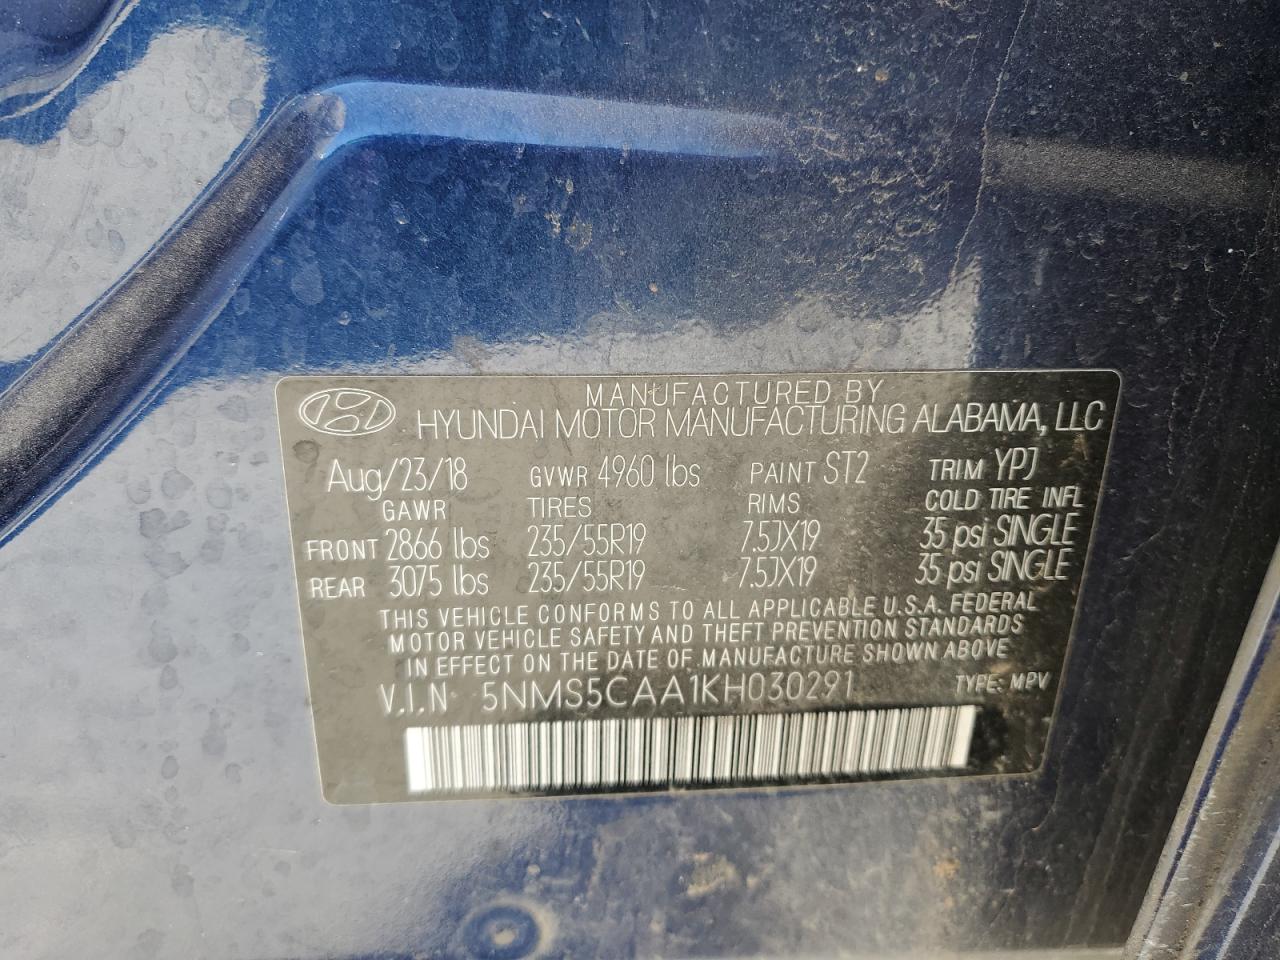 MANUFACTURED BY
HYUNDAI MOTOR MANUFACTURING ALABAMA, LLC
Aug/23/18 GVWR 4960 lbs PAINT ST2 TRIM YPJ
GAWR TIRES RIMS COLD TIRE INFL
FRONT 2866 lbs 235/55R19 7.5JX19 35 psi SINGLE
REAR 3075 lbs 235/55R19 7.5JX19 35 psi SINGLE
THIS VEHICLE CONFORMS TO ALL APPLICABLE U.S.A. FEDERAL
MOTOR VEHICLE SAFETY AND THEFT PREVENTION STANDARDS
IN EFFECT ON THE DATE OF MANUFACTURE SHOWN ABOVE
V.I.N 5NMS5CAA1KH030291 TYPE: MPV